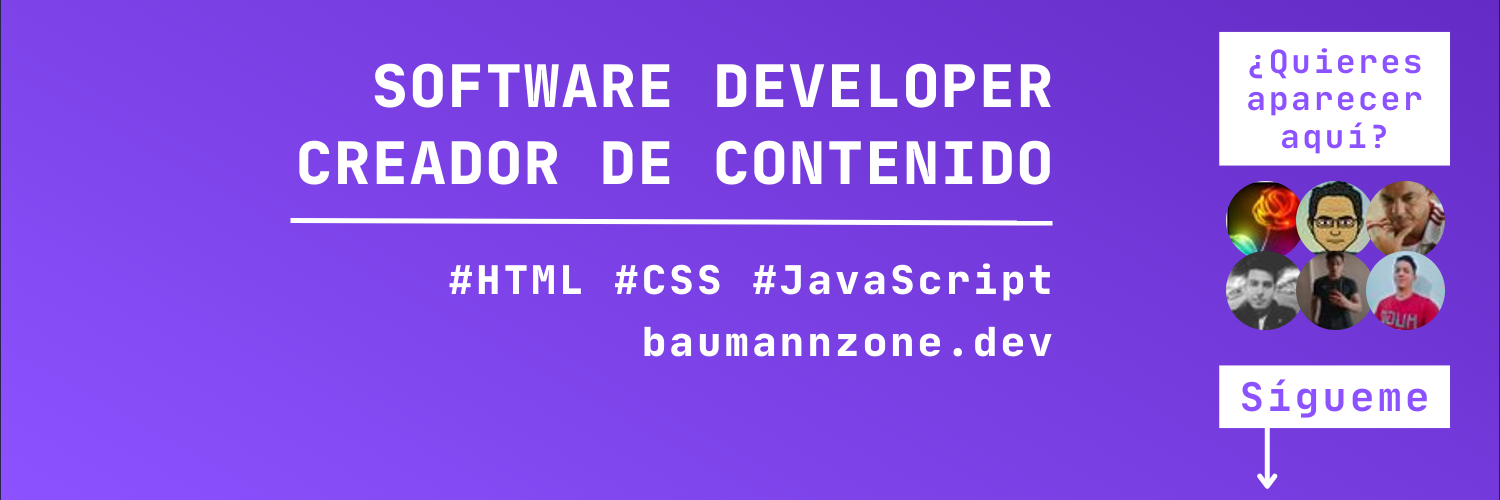 SOFTWARE DEVELOPER
CREADOR DE CONTENIDO
#HTML #CSS #JavaScript
baumannzone.dev
¿Quieres
aparecer
aquí?
Sígueme